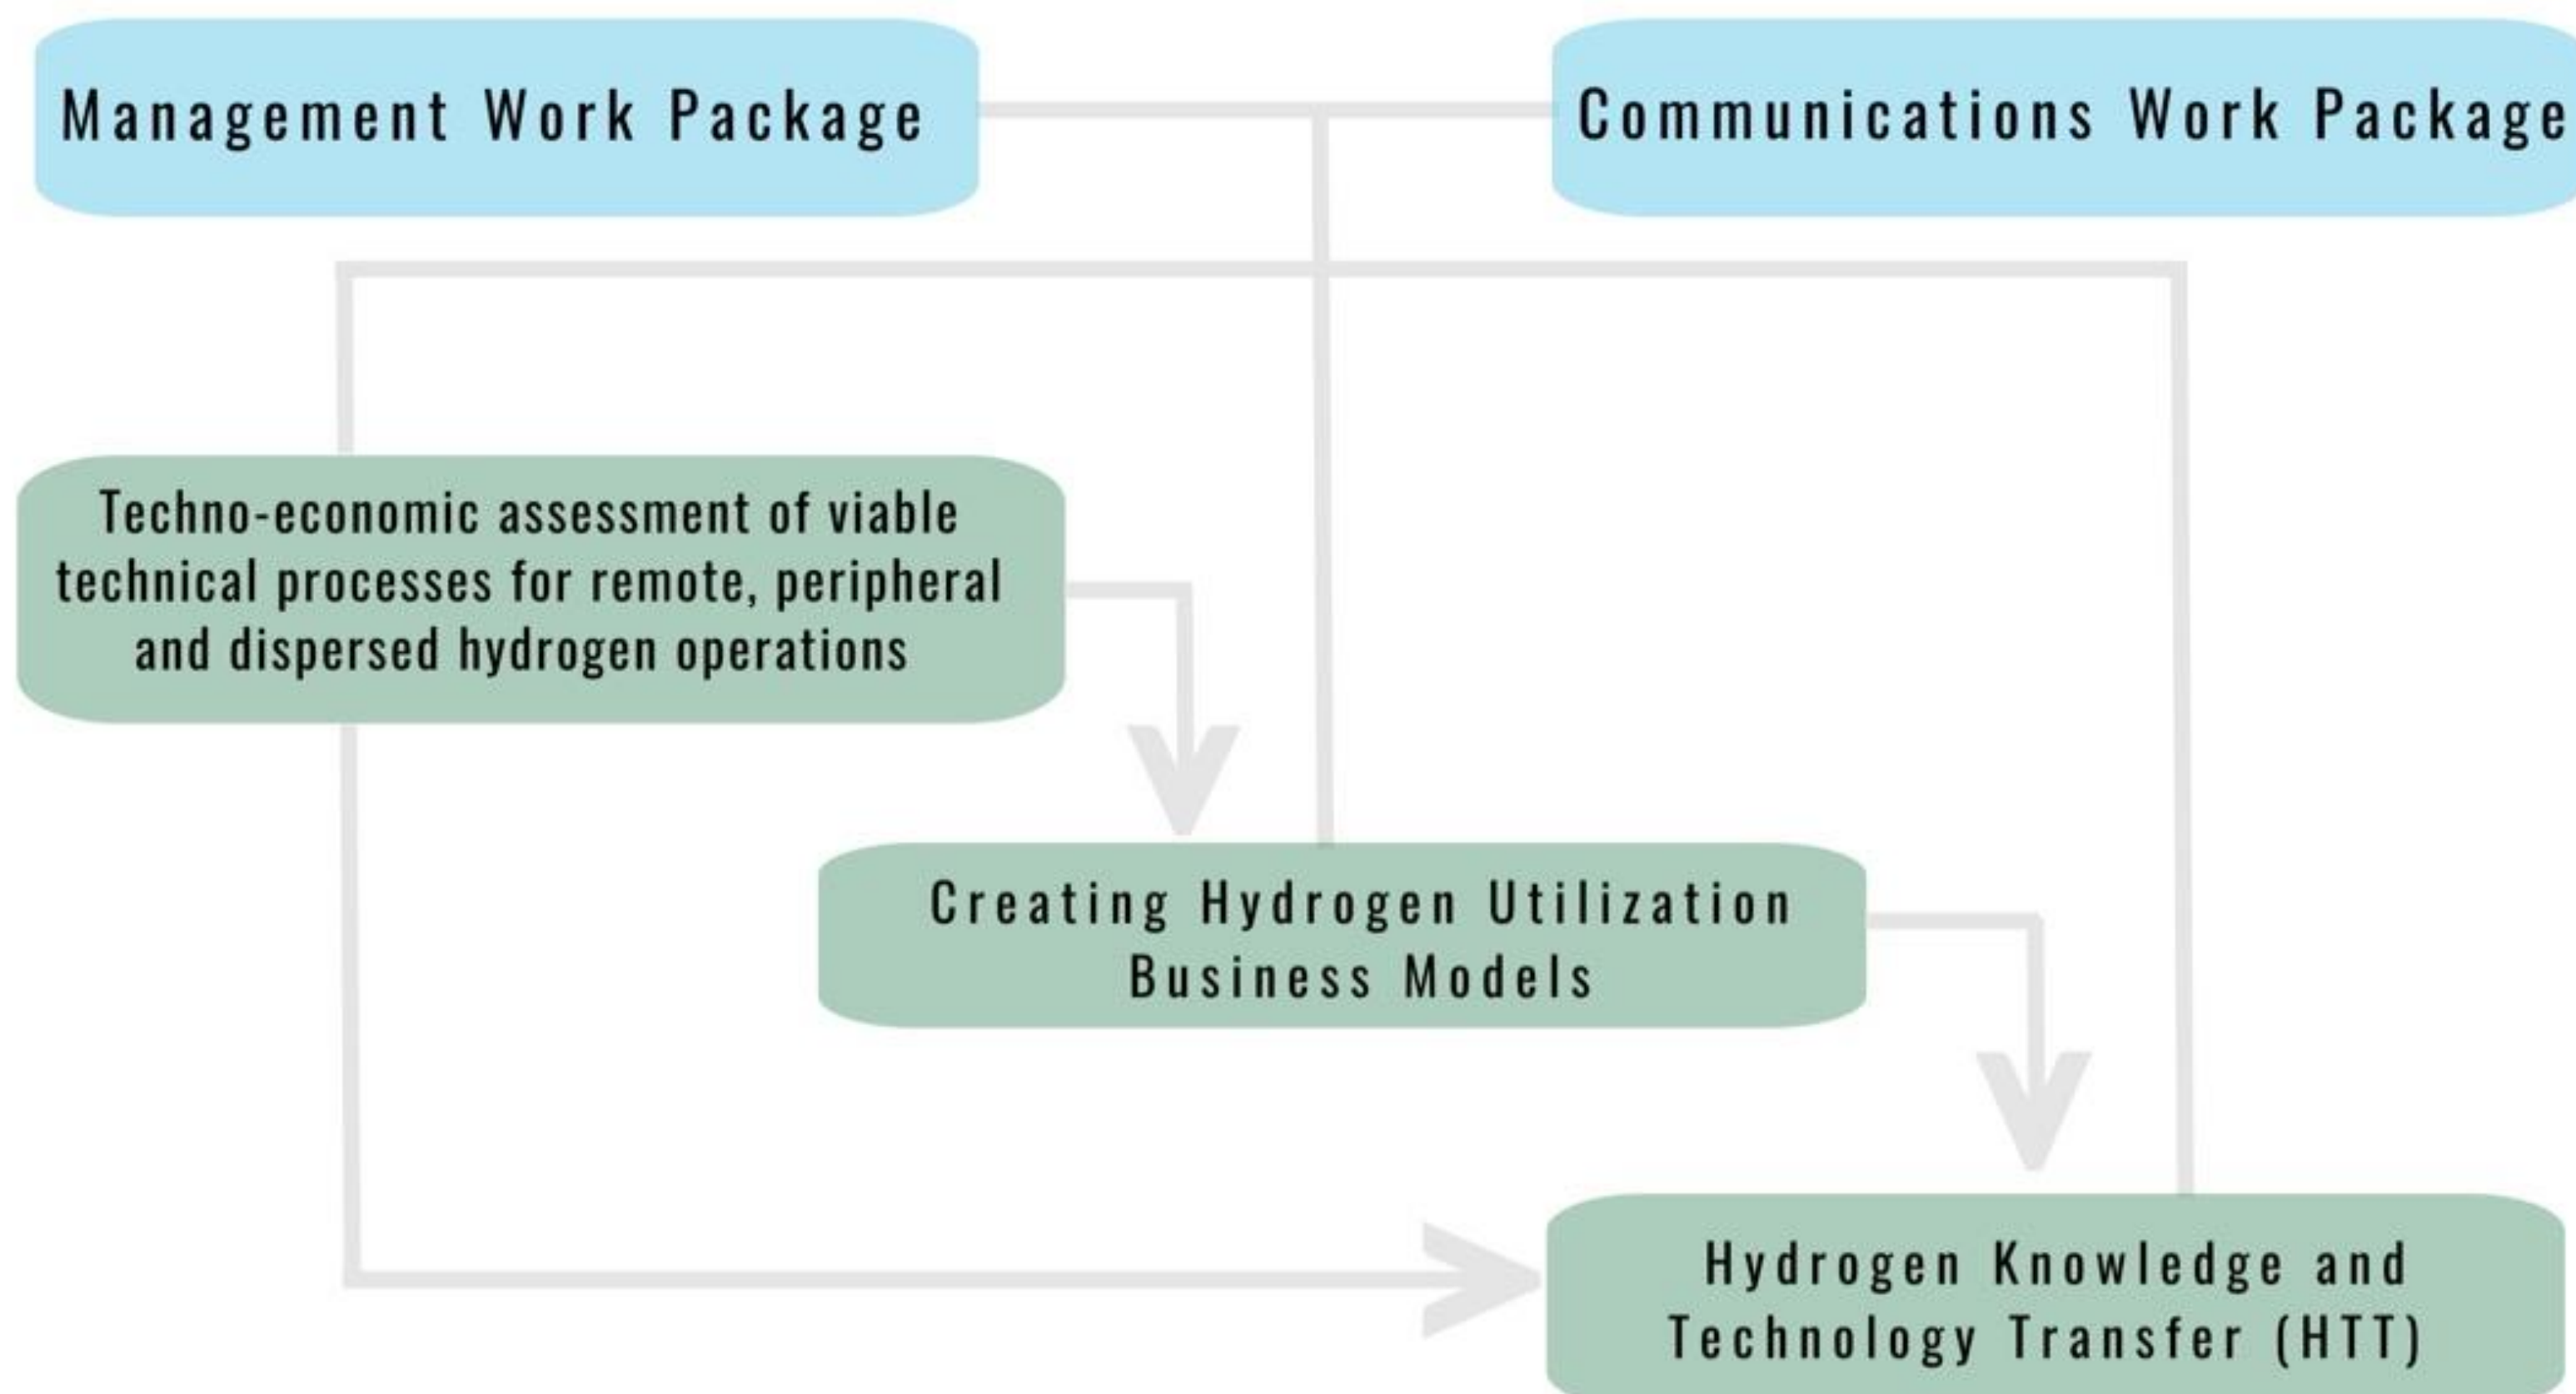 Management Work Package
Communications Work Package
Techno-economic assessment of viable
technical processes for remote, peripheral
and dispersed hydrogen operations
Creating Hydrogen Utilization
Business Models
Hydrogen Knowledge and
Technology Transfer (HTT)